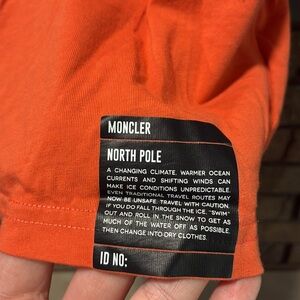 MONCLER
NORTH POLE
A CHANGING CLIMATE, WARMER OCEAN
CURRENTS AND SHIFTING WINDS CAN
MAKE ICE CONDITIONS UNPREDICTABLE.
EVEN TRADITIONAL TRAVEL ROUTES MAY
NOW BE UNSAFE. TRAVEL WITH CAUTION.
IF YOU DO FALL THROUGH THE ICE, "SWIM"
OUT AND ROLL IN THE SNOW TO GET AS
MUCH OF THE WATER OFF AS POSSIBLE.
THEN CHANGE INTO DRY CLOTHES.
ID NO: